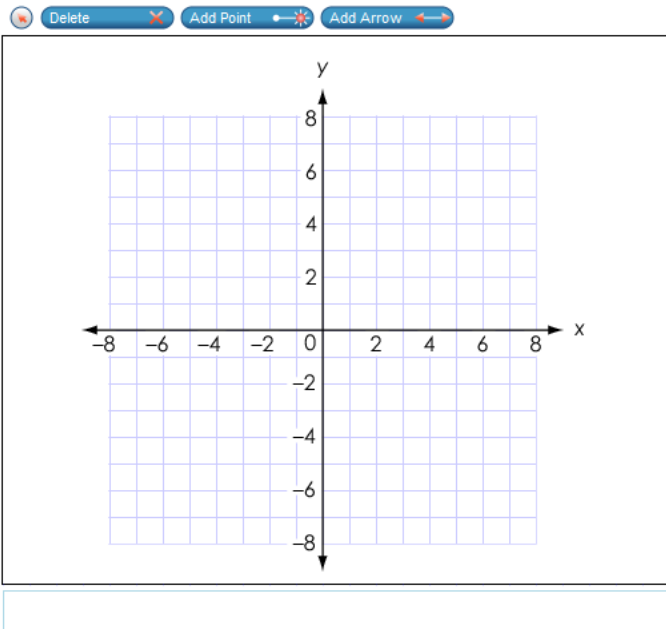 Delete Add Point Add Arrow
y
8
6
4
2
x
–8 –6 –4 –2 0 2 4 6 8
–2
–4
–6
–8